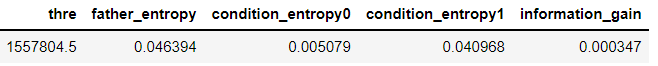 thre father_entropy condition_entropy0 condition_entropy1 information_gain
1557804.5 0.046394 0.005079 0.040968 0.000347